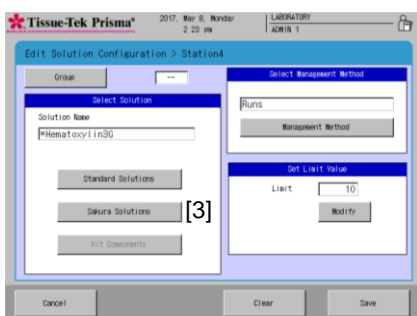 Tissue-Tek Prisma® 2017, May 8, Monday LABORATORY
2 23 pm ADMIN 1
Edit Solution Configuration > Station4
Group --
Select Solution
Solution Name
*Hematoxylin3G
Standard Solutions
Sakura Solutions [3]
Kit Components
Select Management Method
Runs
Management Method
Set Limit Value
Limit 10
Modify
Cancel Clear Save